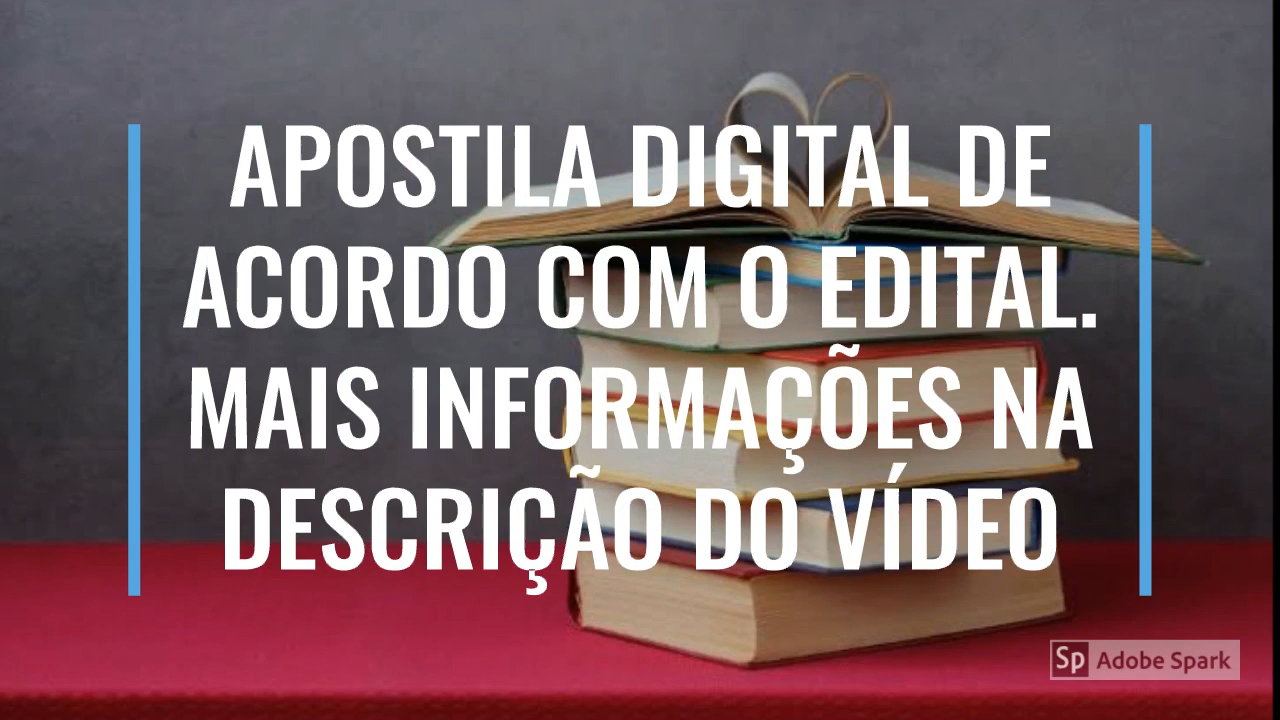 APOSTILA DIGITAL DE
ACORDO COM O EDITAL.
MAIS INFORMAÇÕES NA
DESCRIÇÃO DO VÍDEO
Sp Adobe Spark